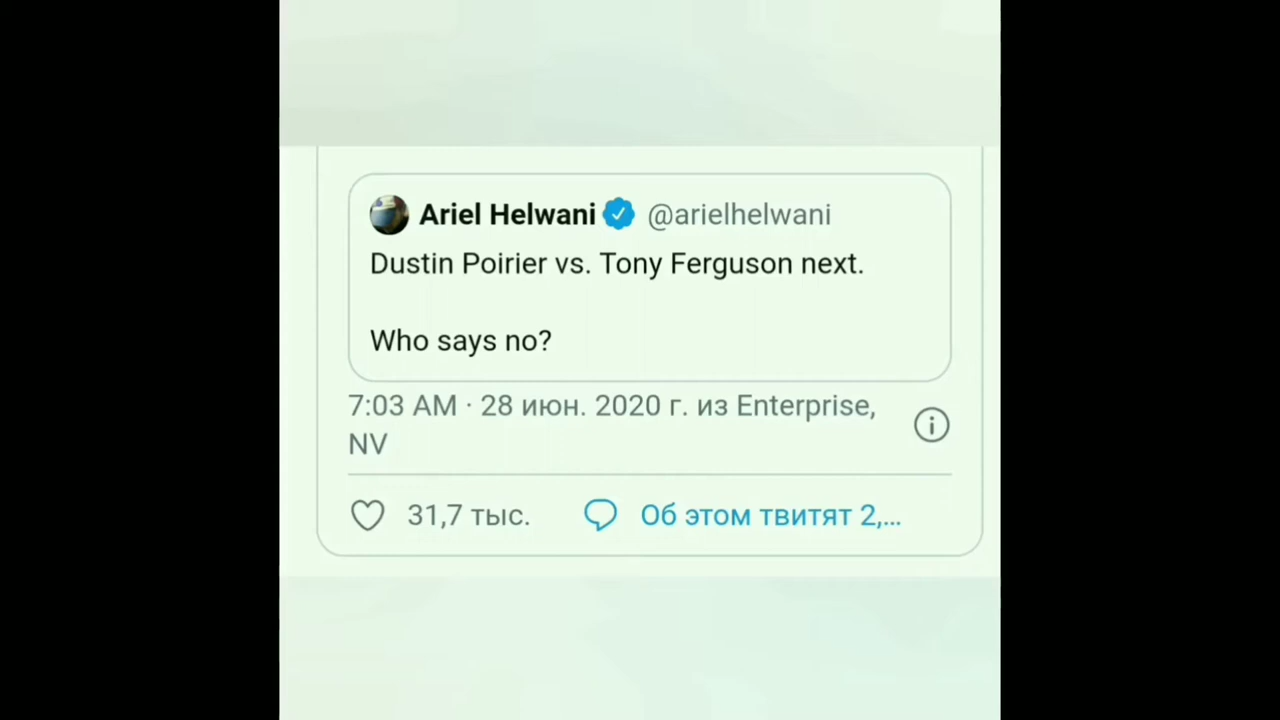 Ariel Helwani @arielhelwani
Dustin Poirier vs. Tony Ferguson next.
Who says no?
7:03 AM · 28 июн. 2020 г. из Enterprise,
NV
31,7 тыс. Об этом твитят 2,...